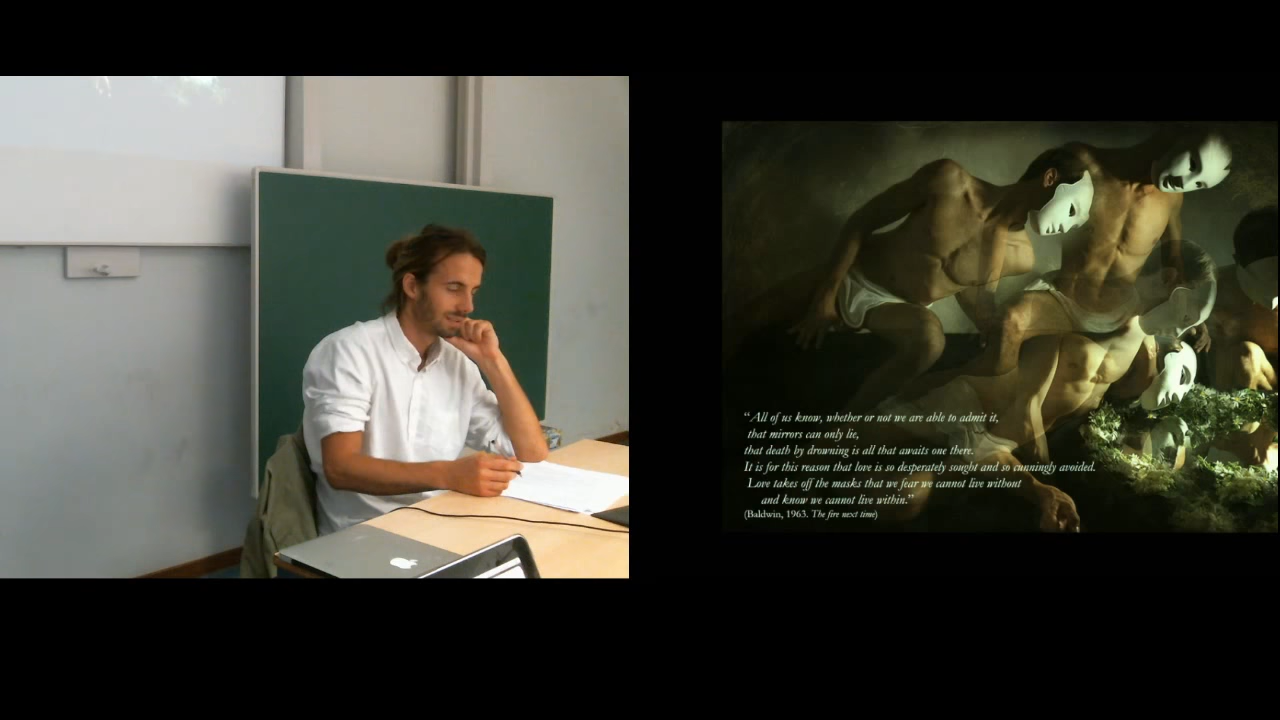 “All of us know, whether or not we are able to admit it,
that mirrors can only lie,
that death by drowning is all that awaits one there.
It is for this reason that love is so desperately sought and so cunningly avoided.
Love takes off the masks that we fear we cannot live without
and know we cannot live within.”
(Baldwin, 1963. The fire next time)